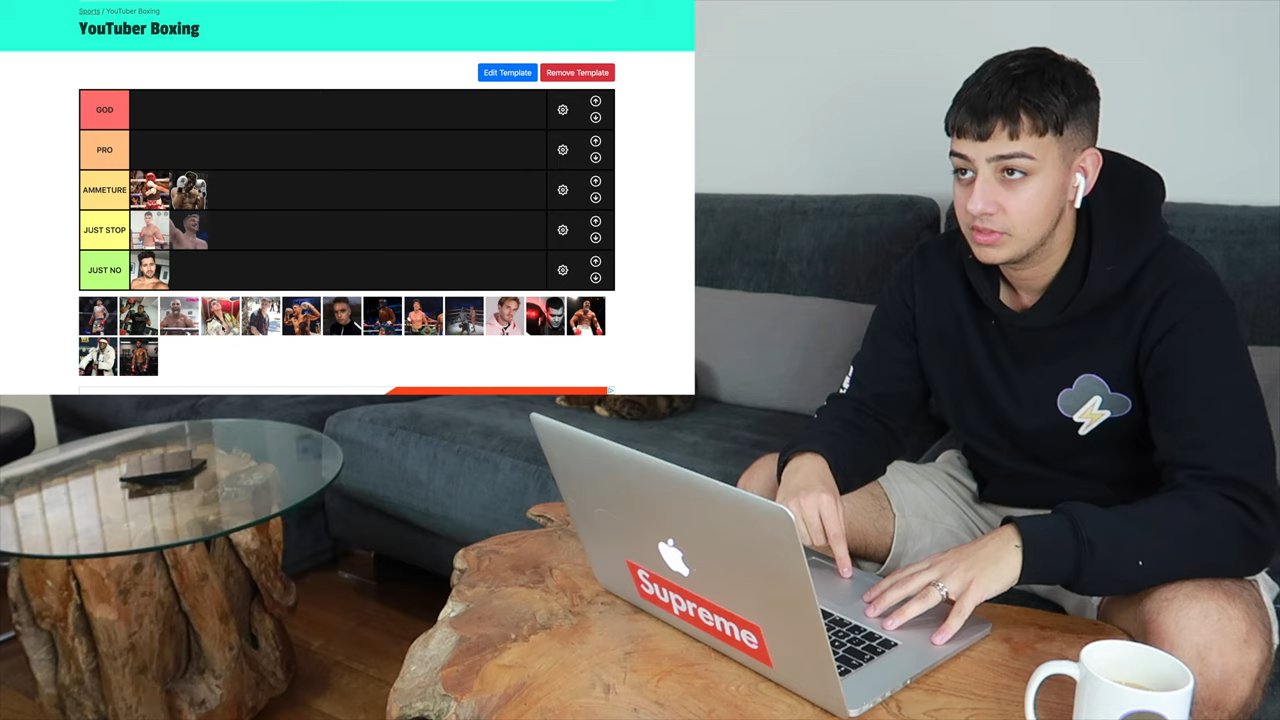 Sports / YouTuber Boxing
YouTuber Boxing
Edit Template
Remove Template
GOD
PRO
AMMETURE
JUST STOP
JUST NO
Supreme